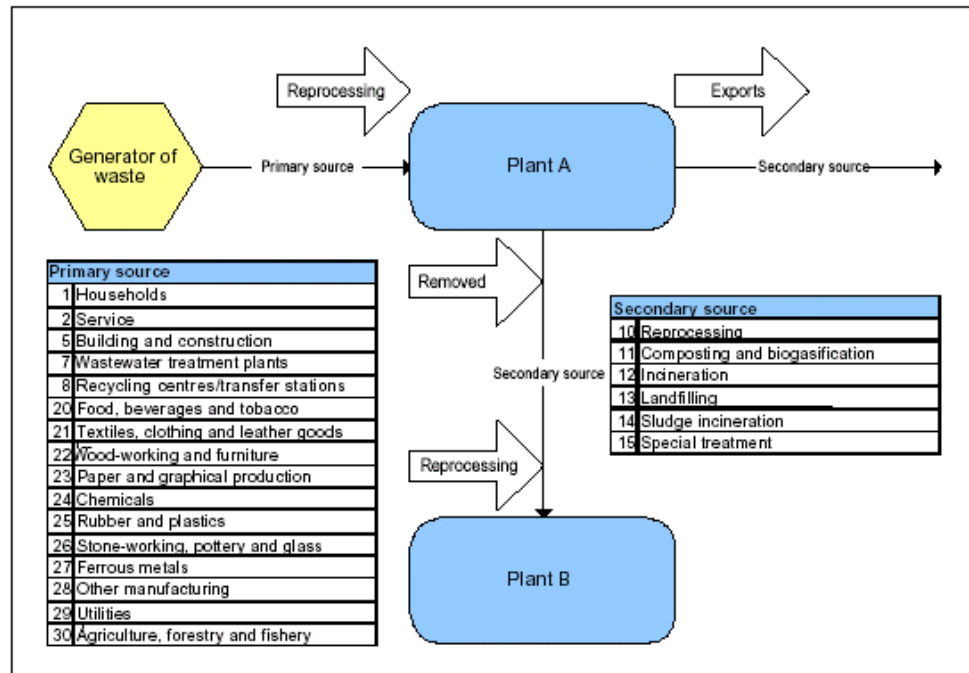 Reprocessing
Exports
Generator of
waste
Primary source
Plant A
Secondary source
Removed
Primary source
1 Households
2 Service
5 Building and construction
7 Wastewater treatment plants
8 Recycling centres/transfer stations
20 Food, beverages and tobacco
21 Textiles, clothing and leather goods
22 Wood-working and furniture
23 Paper and graphical production
24 Chemicals
25 Rubber and plastics
26 Stone-working, pottery and glass
27 Ferrous metals
28 Other manufacturing
29 Utilities
30 Agriculture, forestry and fishery
Secondary source
Secondary source
10 Reprocessing
11 Composting and biogasification
12 Incineration
13 Landfilling
14 Sludge incineration
15 Special treatment
Reprocessing
Plant B